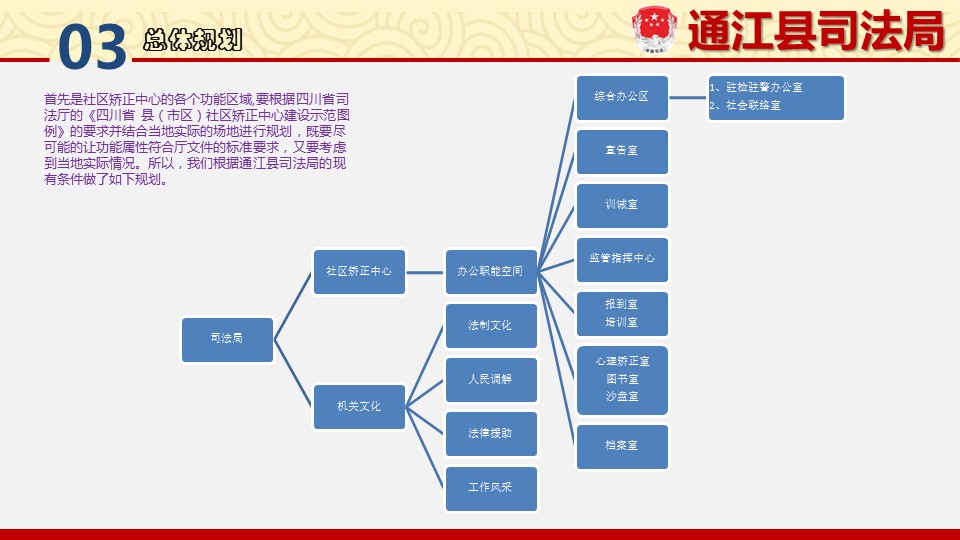 03
总体规划
通江县司法局
首先是社区矫正中心的各个功能区域,要根据四川省司
法厅的《四川省 县（市区）社区矫正中心建设示范图
例》的要求并结合当地实际的场地进行规划，既要尽
可能的让功能属性符合厅文件的标准要求，又要考虑
到当地实际情况。所以，我们根据通江县司法局的现
有条件做了如下规划。
司法局
社区矫正中心
机关文化
办公职能空间
法制文化
人民调解
法律援助
工作风采
综合办公区
宣告室
训诫室
监管指挥中心
报到室
培训室
心理矫正室
图书室
沙盘室
档案室
1、驻检驻警办公室
2、社会联络室